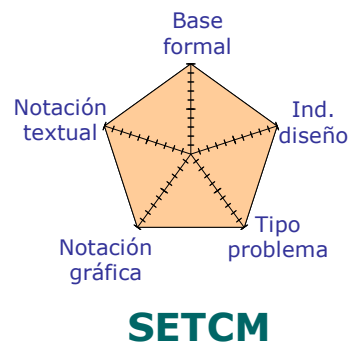 Base
formal
Notación
textual
Ind.
diseño
Notación
gráfica
Tipo
problema
SETCM